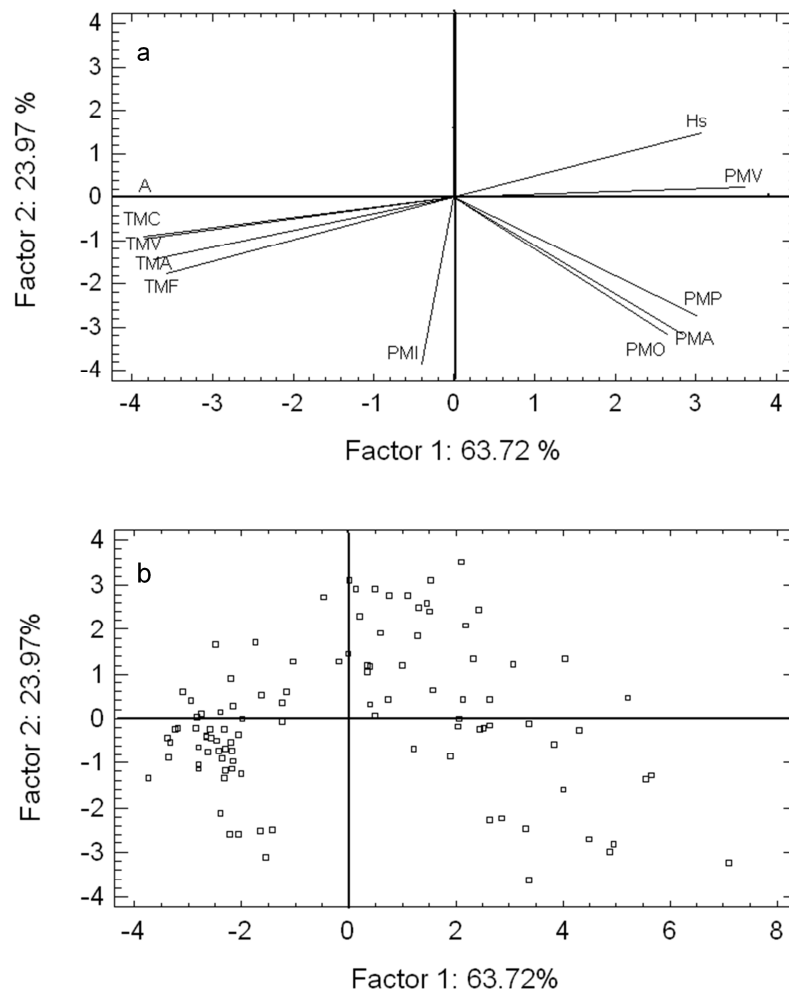 a
4
3
2
1
0
-1
-2
-3
-4
Factor 2: 23.97 %
Hs
PMV
A
TMC
TMV
TMA
TMF
PMP
PMA
PMO
PMI
-4 -3 -2 -1 0 1 2 3 4
Factor 1: 63.72 %
b
4
3
2
1
0
-1
-2
-3
-4
Factor 2: 23.97%
-4 -2 0 2 4 6 8
Factor 1: 63.72%